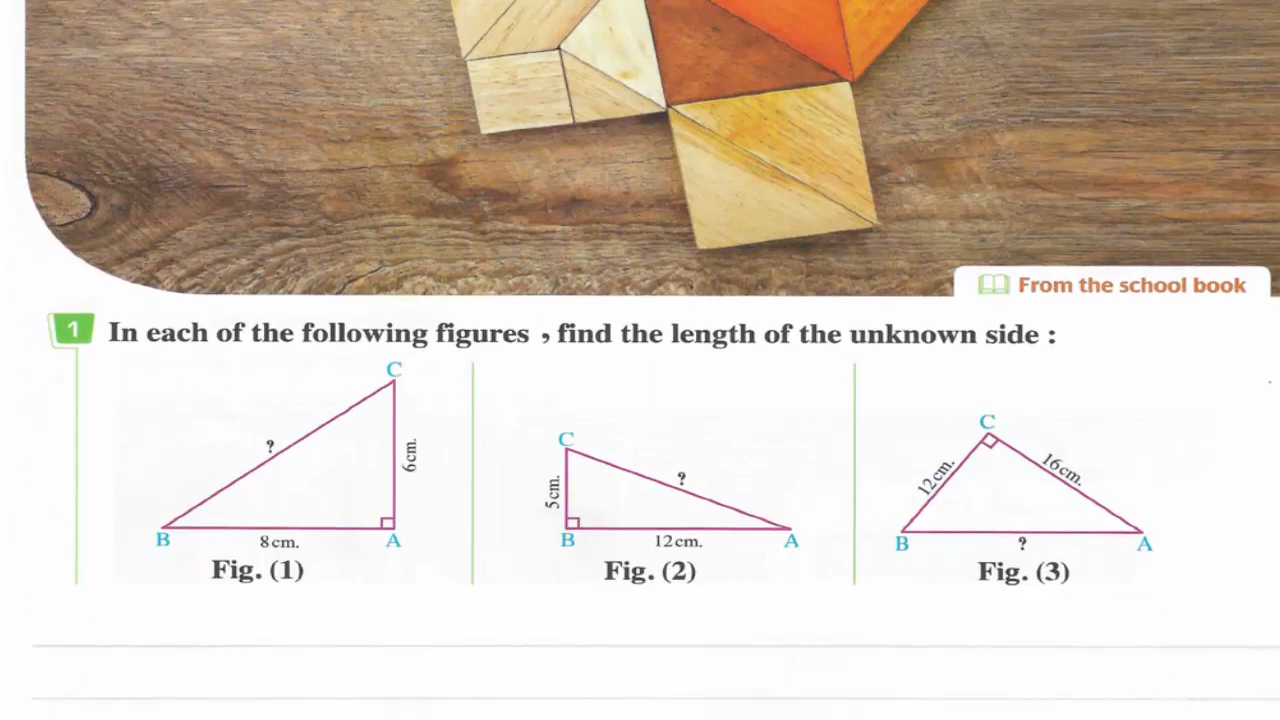 From the school book
1 In each of the following figures , find the length of the unknown side :
C
?
6cm.
B
8cm.
A
Fig. (1)
C
5cm.
?
B
12cm.
A
Fig. (2)
C
12cm.
16cm.
B
?
A
Fig. (3)